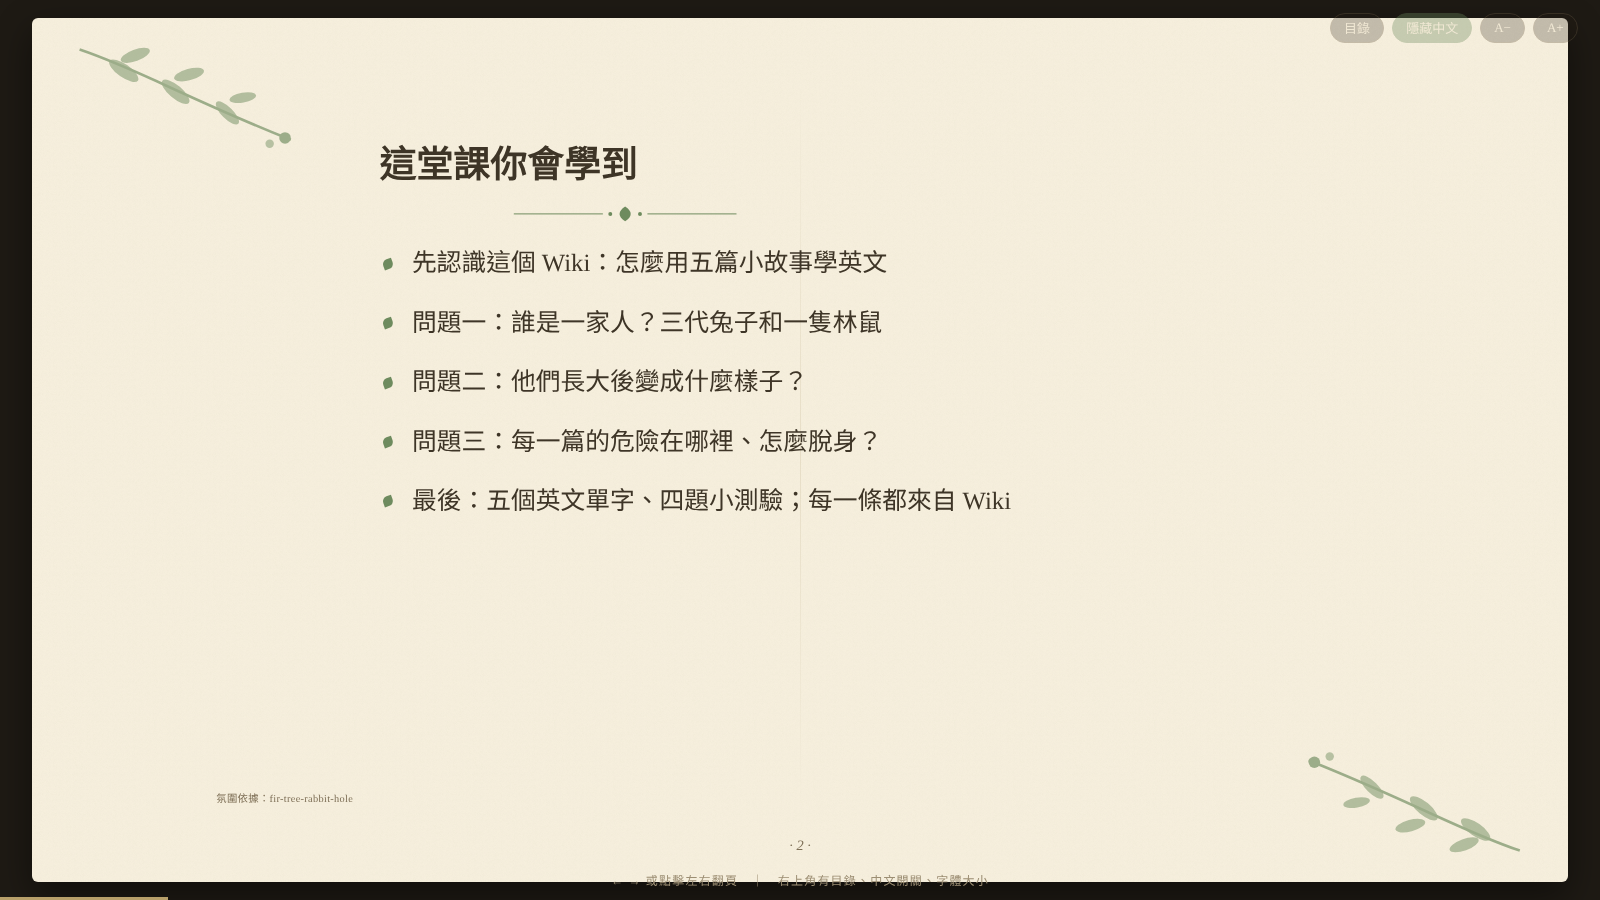 目錄 隱藏中文 A− A+
這堂課你會學到
先認識這個 Wiki：怎麼用五篇小故事學英文
問題一：誰是一家人？三代兔子和一隻林鼠
問題二：他們長大後變成什麼樣子？
問題三：每一篇的危險在哪裡、怎麼脫身？
最後：五個英文單字、四題小測驗；每一條都來自 Wiki
氛圍依據：fir-tree-rabbit-hole
· 2 ·
← → 或點擊左右翻頁 ｜ 右上角有目錄、中文開關、字體大小